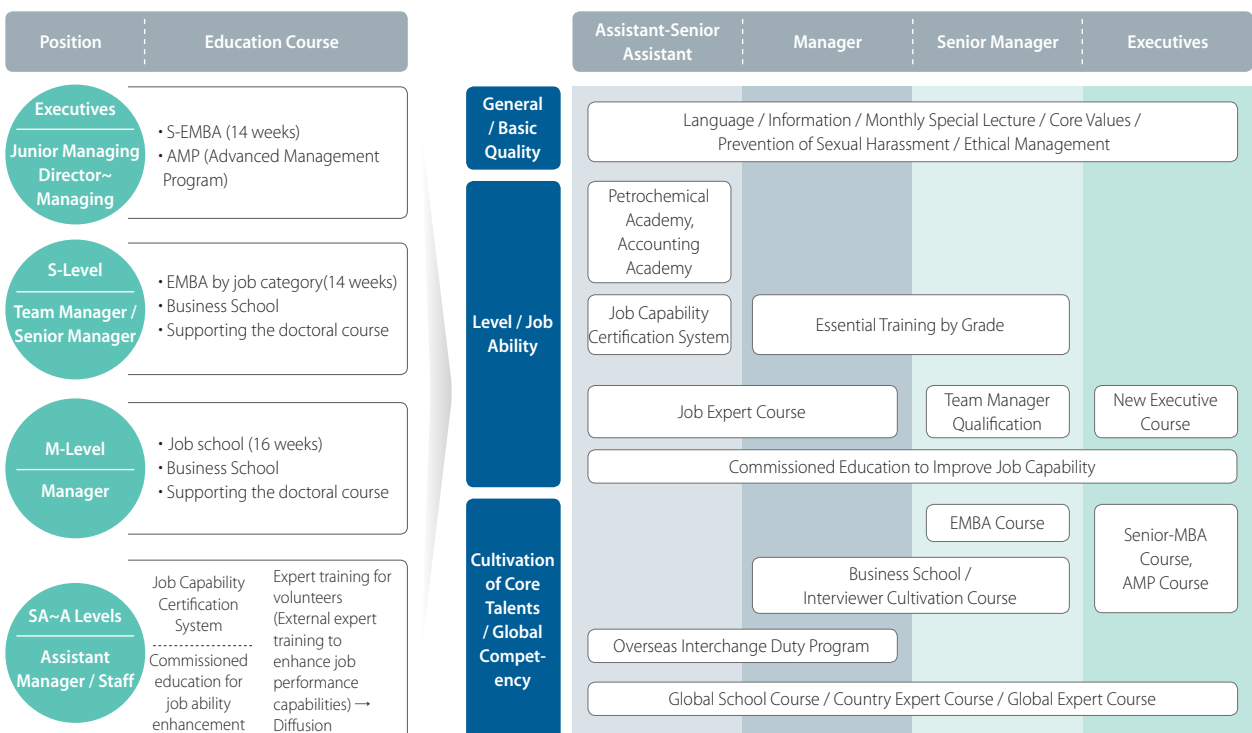 Position
Education Course
Executives
Junior Managing
Director~
Managing
• S-EMBA (14 weeks)
• AMP (Advanced Management
Program)
S-Level
Team Manager /
Senior Manager
• EMBA by job category(14 weeks)
• Business School
• Supporting the doctoral course
M-Level
Manager
• Job school (16 weeks)
• Business School
• Supporting the doctoral course
SA~A Levels
Assistant
Manager / Staff
Job Capability
Certification
System
Commissioned
education for
job ability
enhancement
Expert training for
volunteers
(External expert
training to
enhance job
performance
capabilities) →
Diffusion
Assistant-Senior
Assistant
Manager
Senior Manager
Executives
General
/ Basic
Quality
Language / Information / Monthly Special Lecture / Core Values /
Prevention of Sexual Harassment / Ethical Management
Level / Job
Ability
Petrochemical
Academy,
Accounting
Academy
Job Capability
Certification System
Essential Training by Grade
Job Expert Course
Team Manager
Qualification
New Executive
Course
Commissioned Education to Improve Job Capability
Cultivation
of Core
Talents
/ Global
Compet-
ency
EMBA Course
Senior-MBA
Course,
AMP Course
Business School /
Interviewer Cultivation Course
Overseas Interchange Duty Program
Global School Course / Country Expert Course / Global Expert Course